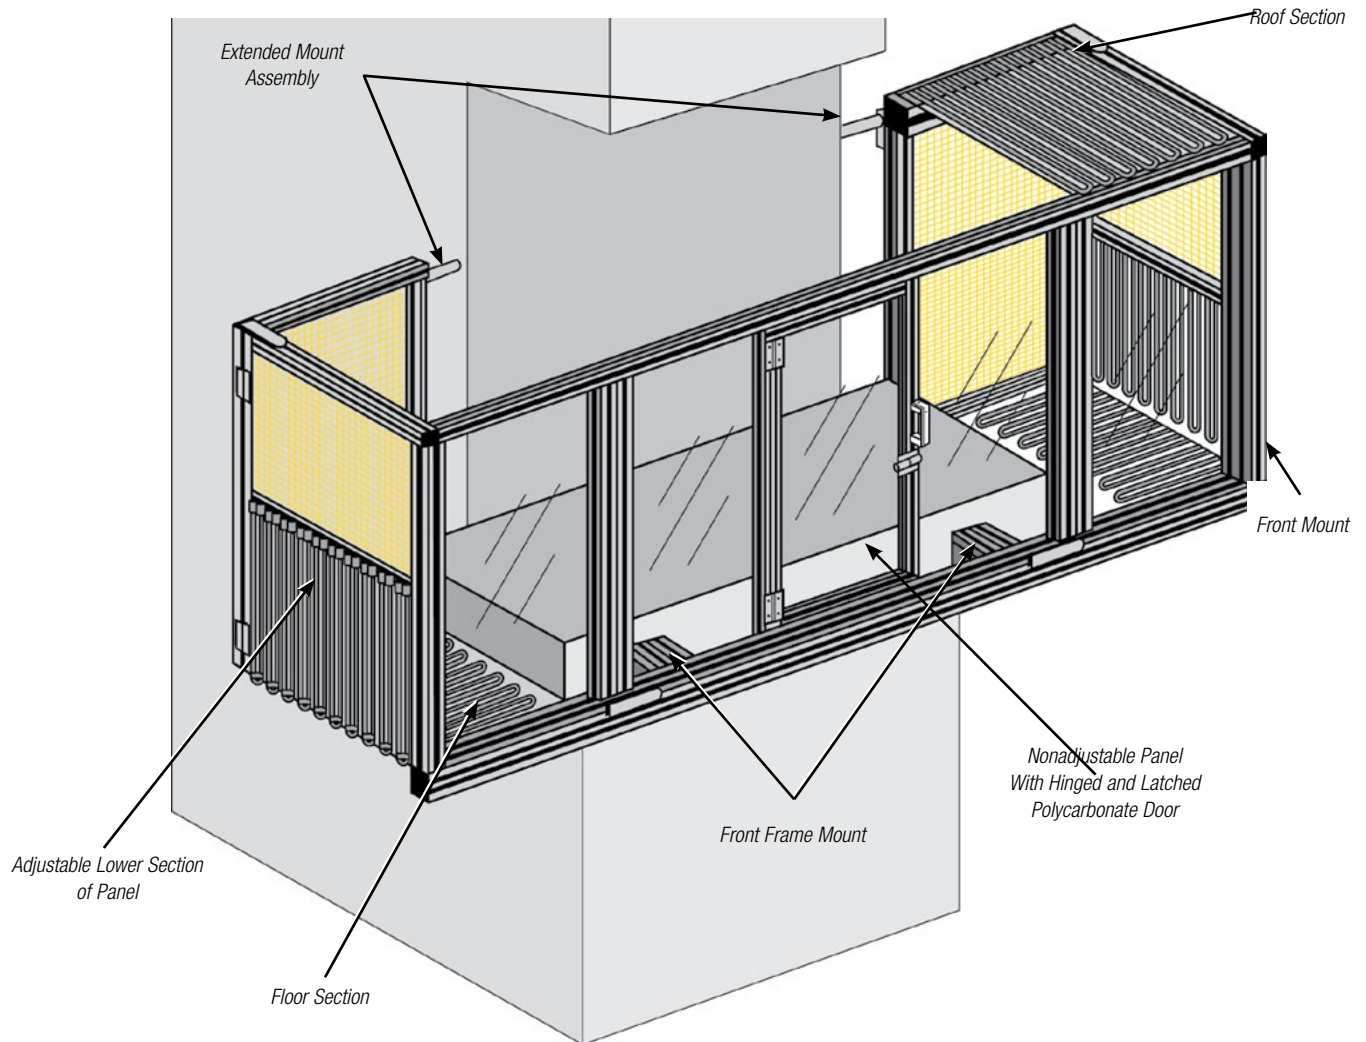 Roof Section
Extended Mount
Assembly
Front Mount
Nonadjustable Panel
With Hinged and Latched
Polycarbonate Door
Front Frame Mount
Adjustable Lower Section
of Panel
Floor Section